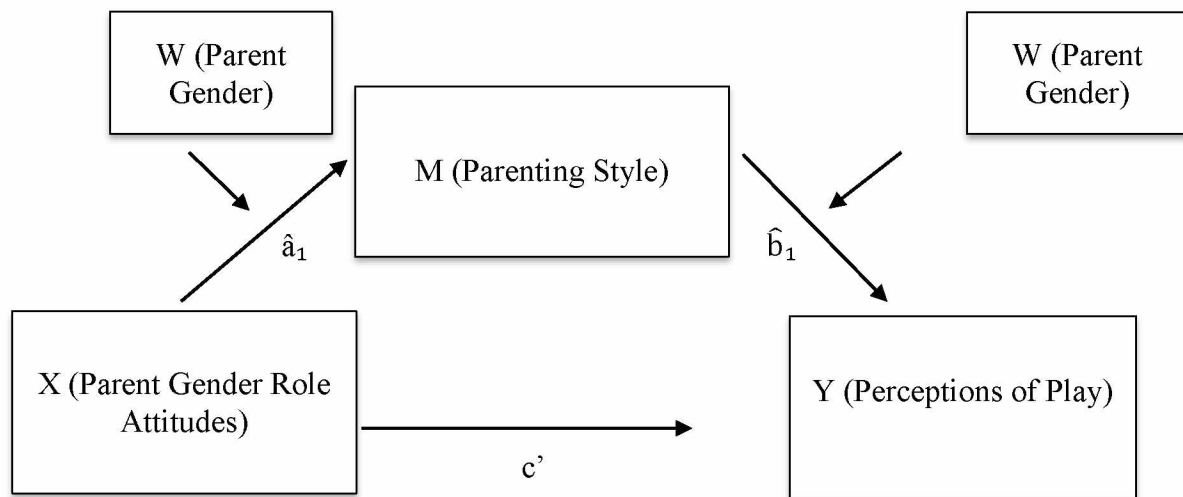 W (Parent
Gender)
W (Parent
Gender)
M (Parenting Style)
â₁
b̂₁
X (Parent Gender Role
Attitudes)
Y (Perceptions of Play)
c’